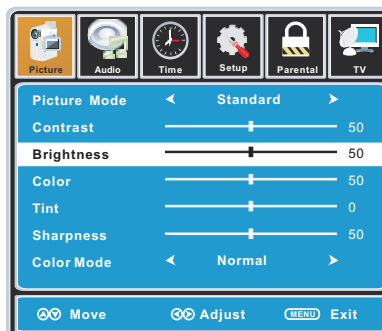 Picture Audio Time Setup Parental TV
Picture Mode Standard
Contrast 50
Brightness 50
Color 50
Tint 0
Sharpness 50
Color Mode Normal
Move Adjust MENU Exit